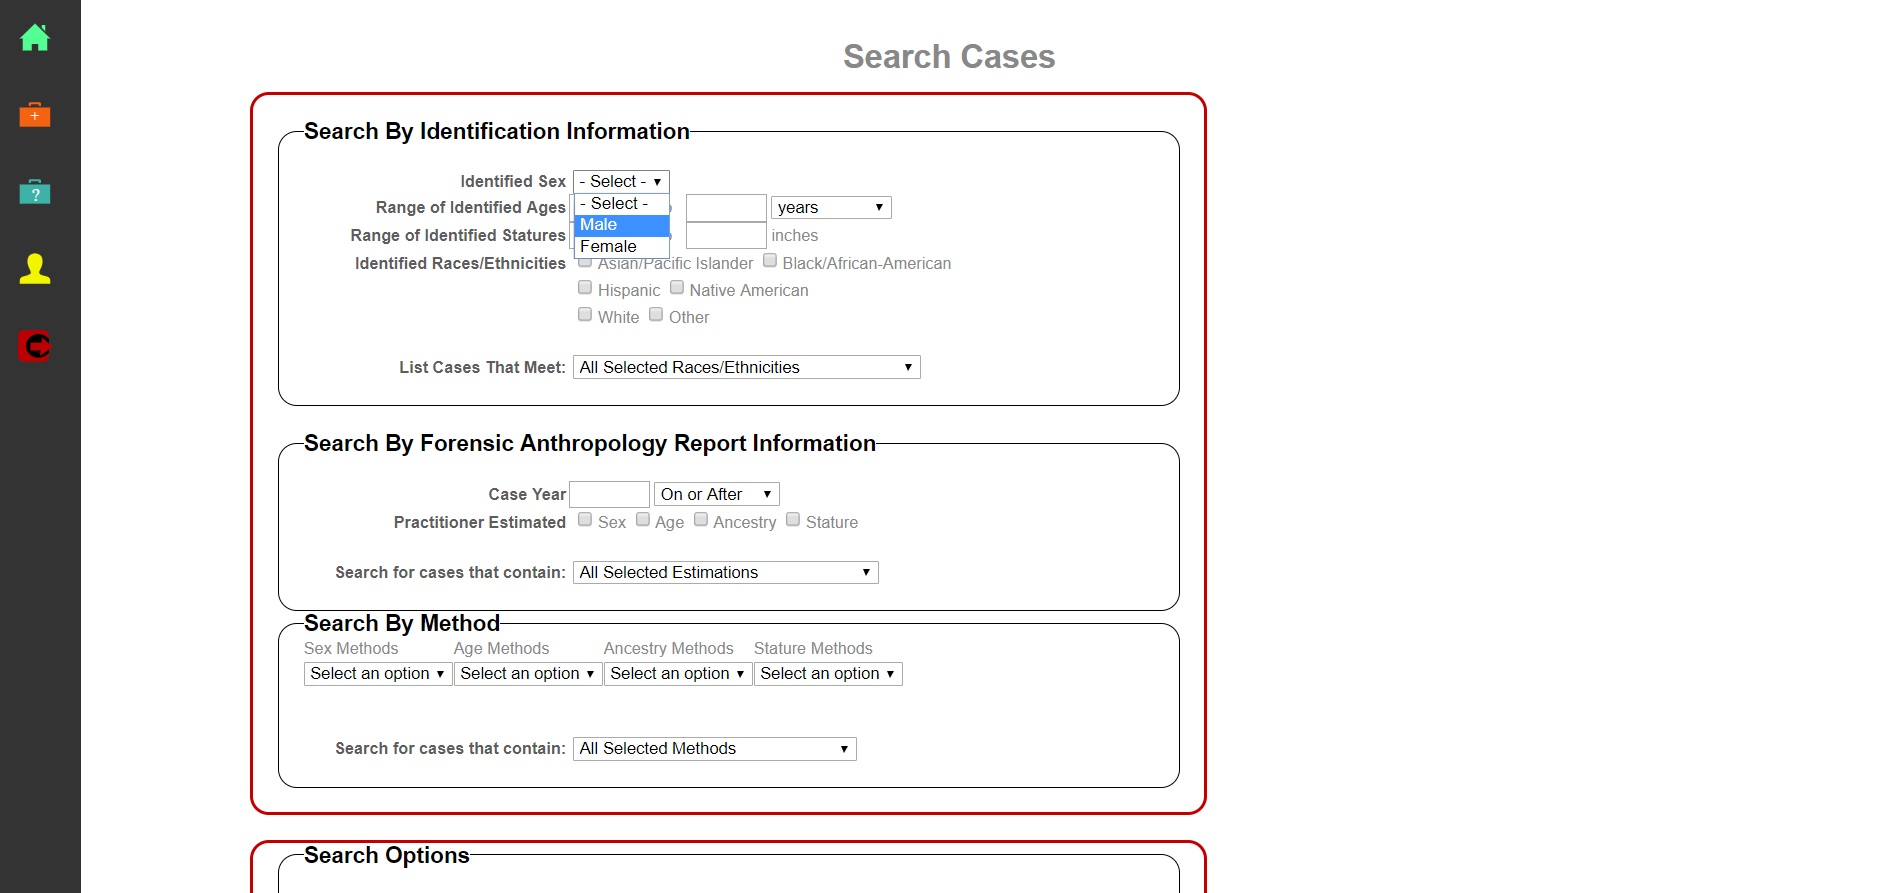 Search Cases
Search By Identification Information
Identified Sex - Select -
- Select -
Range of Identified Ages years
Male
Range of Identified Statures inches
Female
Identified Races/Ethnicities Asian/Pacific Islander Black/African-American
Hispanic Native American
White Other
List Cases That Meet: All Selected Races/Ethnicities
Search By Forensic Anthropology Report Information
Case Year On or After
Practitioner Estimated Sex Age Ancestry Stature
Search for cases that contain: All Selected Estimations
Search By Method
Sex Methods Age Methods Ancestry Methods Stature Methods
Select an option Select an option Select an option Select an option
Search for cases that contain: All Selected Methods
Search Options